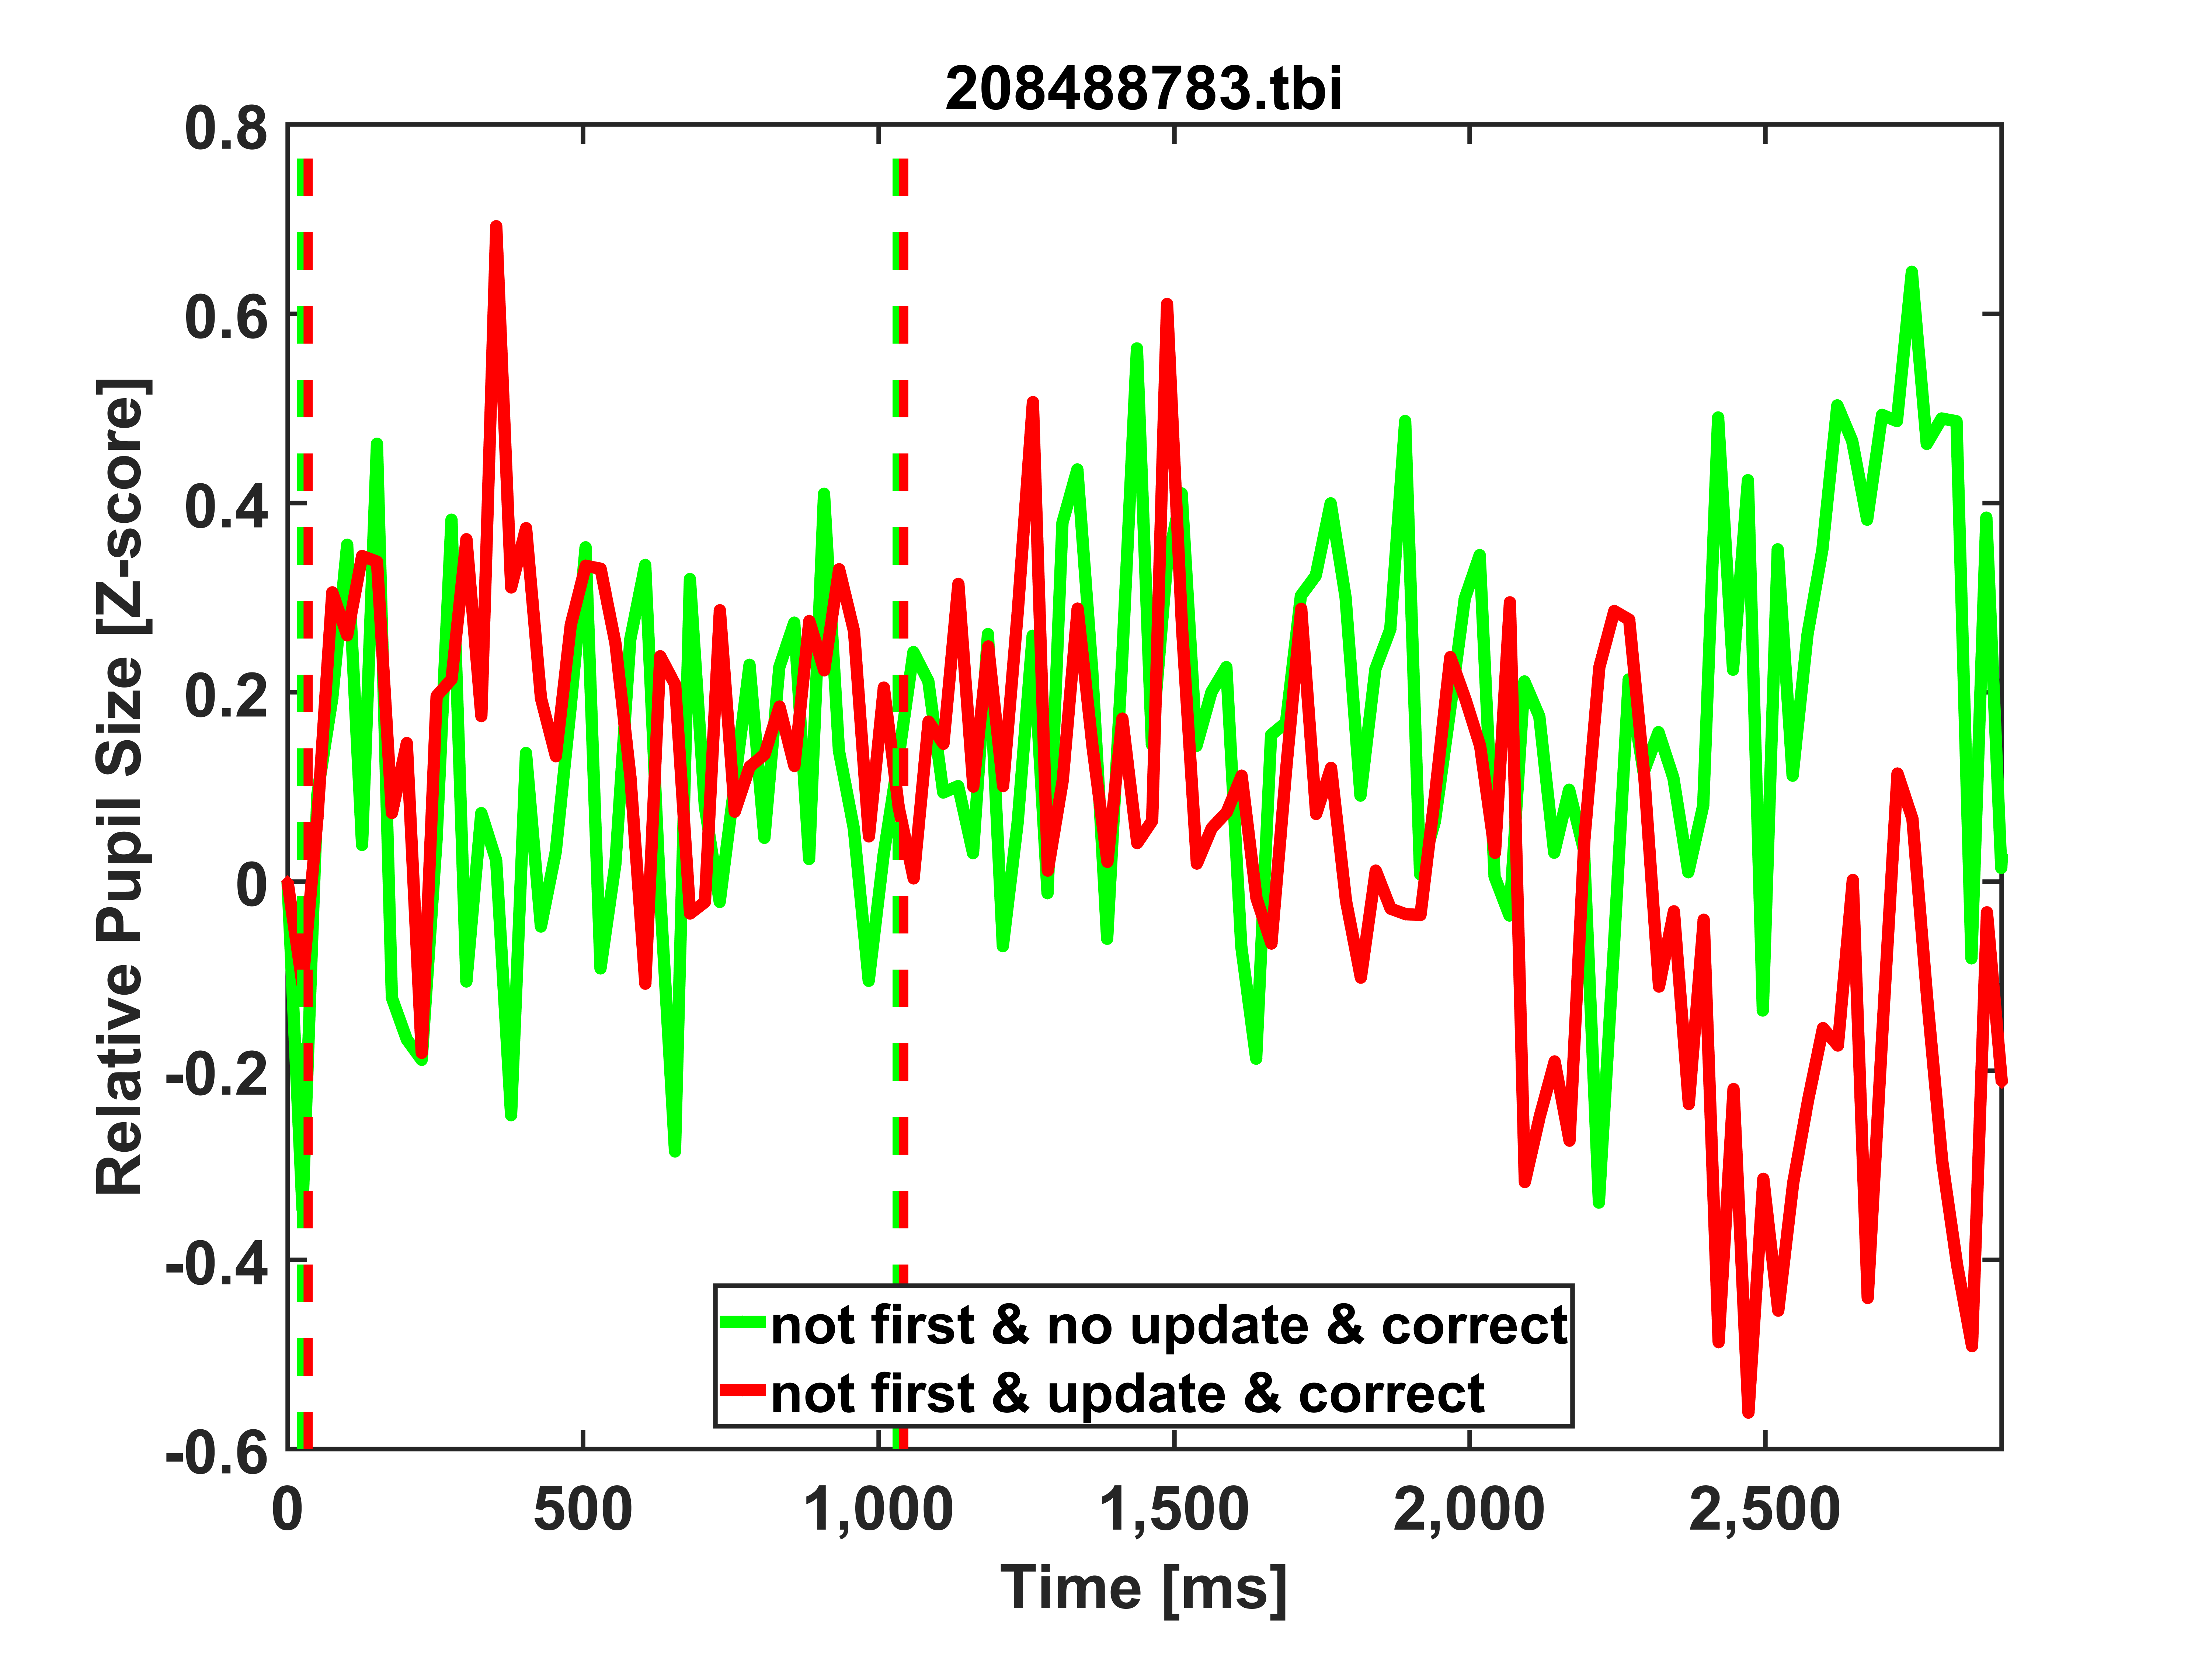 208488783.tbi
0.8
0.6
0.4
0.2
0
-0.2
-0.4
-0.6
Relative Pupil Size [Z-score]
not first & no update & correct
not first & update & correct
0 500 1,000 1,500 2,000 2,500
Time [ms]